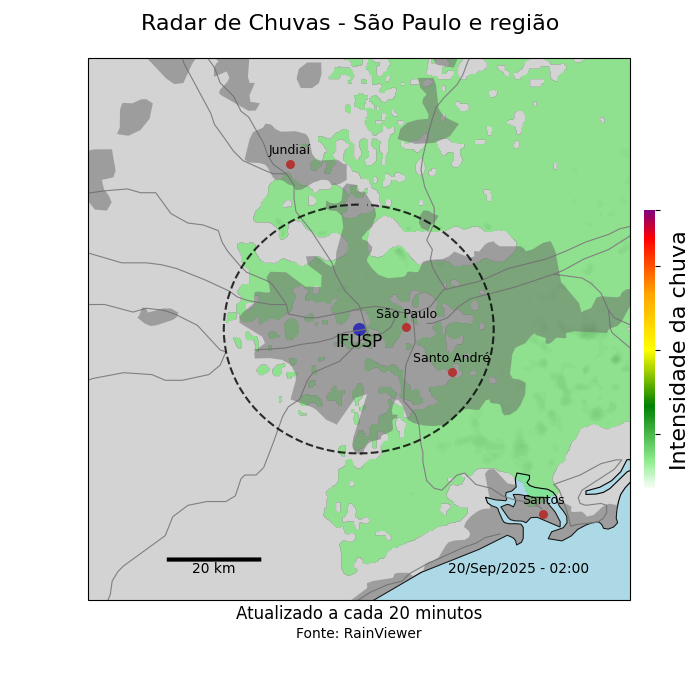 Radar de Chuvas - São Paulo e região
Jundiaí
São Paulo
IFUSP
Santo André
Santos
20 km
20/Sep/2025 - 02:00
Intensidade da chuva
Atualizado a cada 20 minutos
Fonte: RainViewer